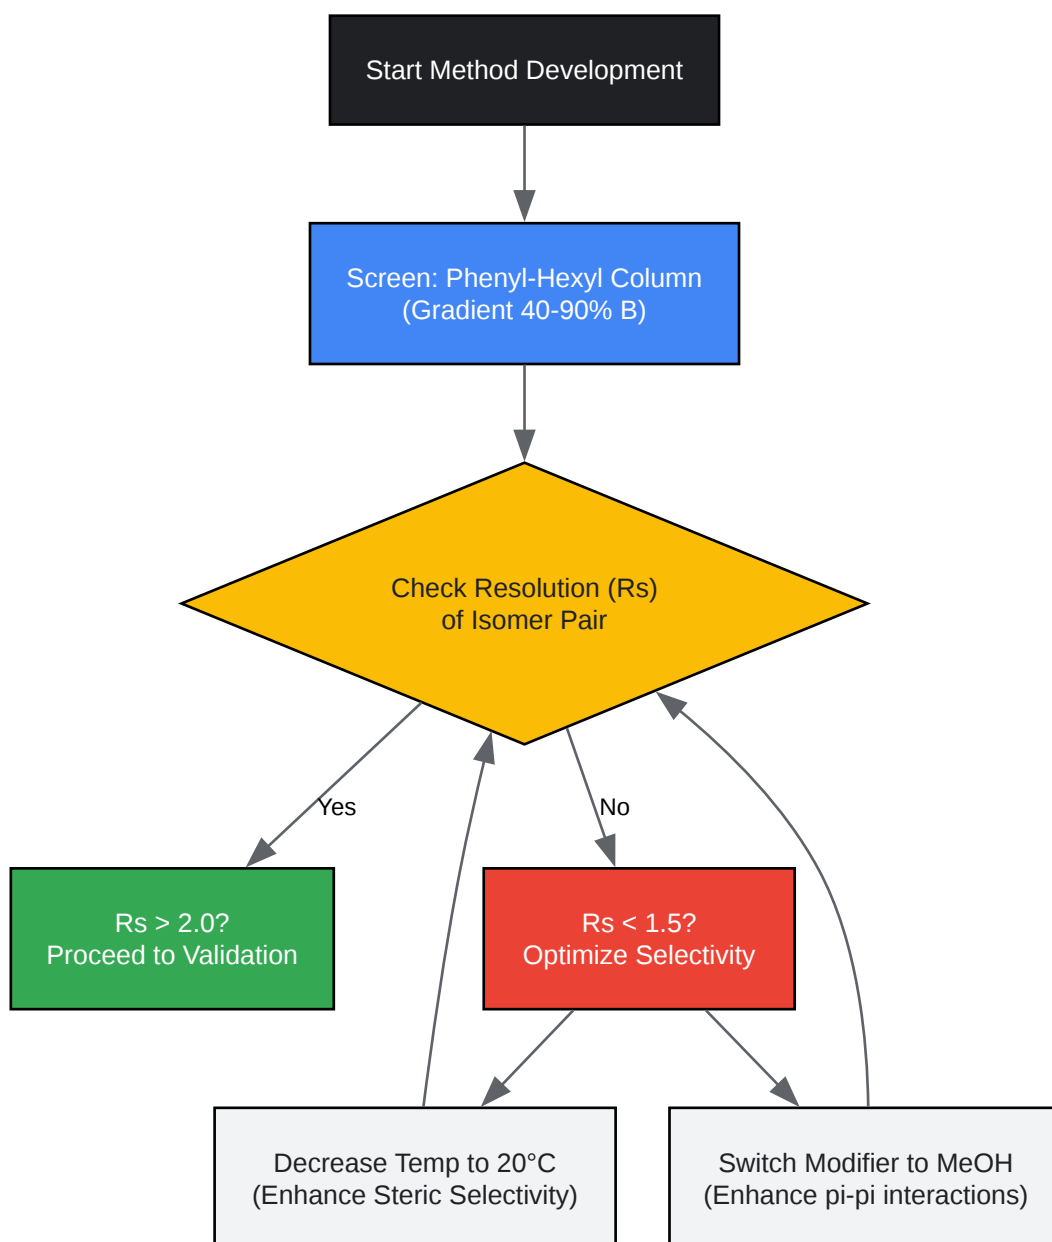 Start Method Development
Screen: Phenyl-Hexyl Column
(Gradient 40-90% B)
Check Resolution (Rs)
of Isomer Pair
Yes
No
Rs > 2.0?
Proceed to Validation
Rs < 1.5?
Optimize Selectivity
Decrease Temp to 20°C
(Enhance Steric Selectivity)
Switch Modifier to MeOH
(Enhance pi-pi interactions)